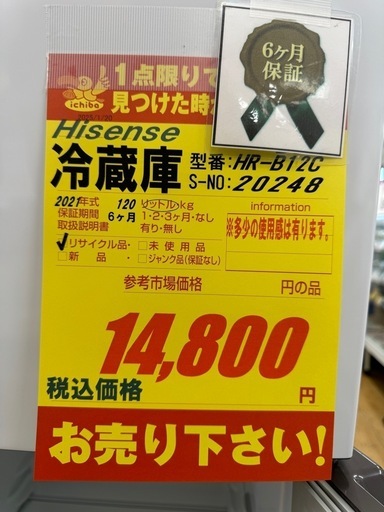 ichiba
1点限りで
見つけた時が
2025/1/20
6ヶ月
保証
Hisense
冷蔵庫
型番:HR-B12C
S-NO:20248
2021年式 120 リットル/kg
保証期間 6ヶ月 1・2・3ヶ月・なし
取扱説明書 有り・無し
information
※多少の使用感は有ります。
✓リサイクル品 □未使用品
□新品 □ジャンク品(保証なし)
参考市場価格 円の品
14,800円
税込価格
お売り下さい!